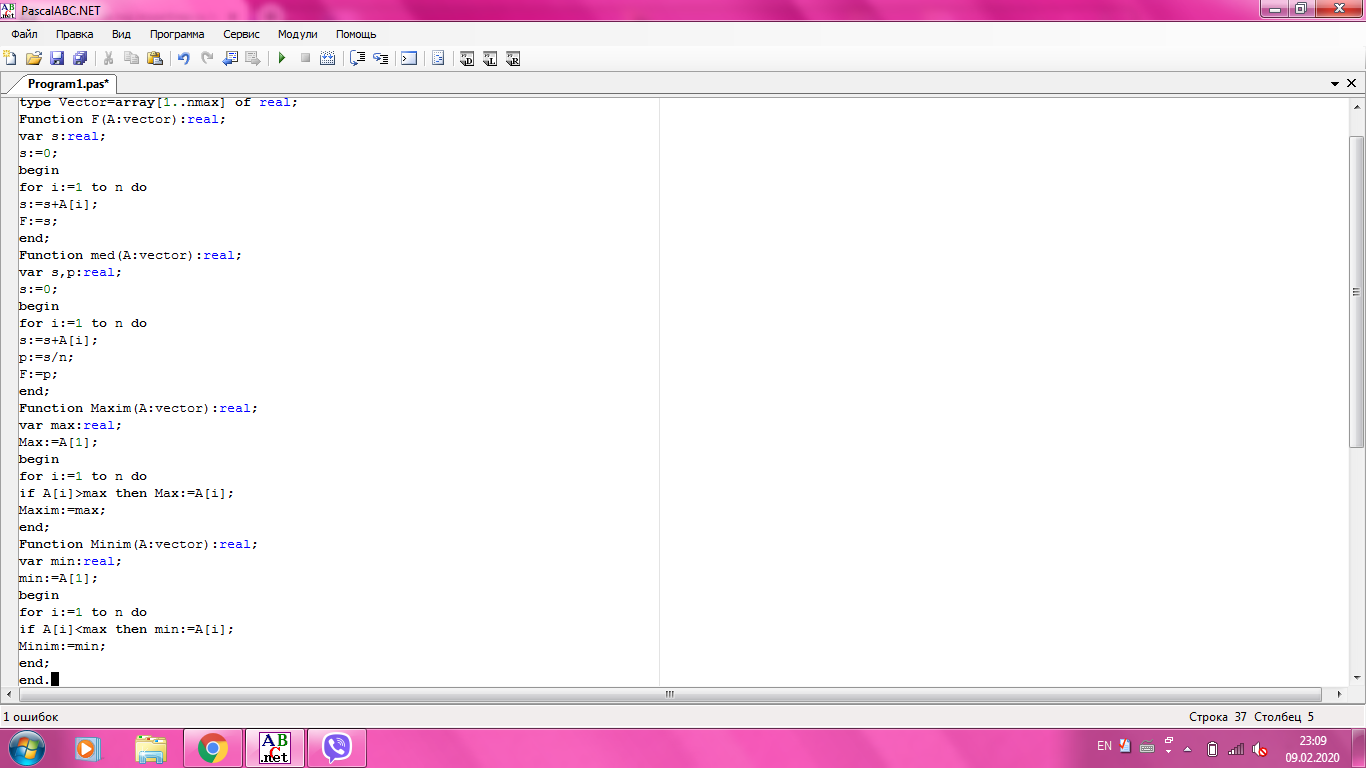 PascalABC.NET
Файл Правка Вид Программа Сервис Модули Помощь
Program1.pas*
type Vector=array[1..nmax] of real;
Function F(A:vector):real;
var s:real;
s:=0;
begin
for i:=1 to n do
s:=s+A[i];
F:=s;
end;
Function med(A:vector):real;
var s,p:real;
s:=0;
begin
for i:=1 to n do
s:=s+A[i];
p:=s/n;
F:=p;
end;
Function Maxim(A:vector):real;
var max:real;
Max:=A[1];
begin
for i:=1 to n do
if A[i]>max then Max:=A[i];
Maxim:=max;
end;
Function Minim(A:vector):real;
var min:real;
min:=A[1];
begin
for i:=1 to n do
if A[i]<max then min:=A[i];
Minim:=min;
end;
end.
1 ошибок
Строка 37 Столбец 5
AB
C
.net
EN
23:09
09.02.2020